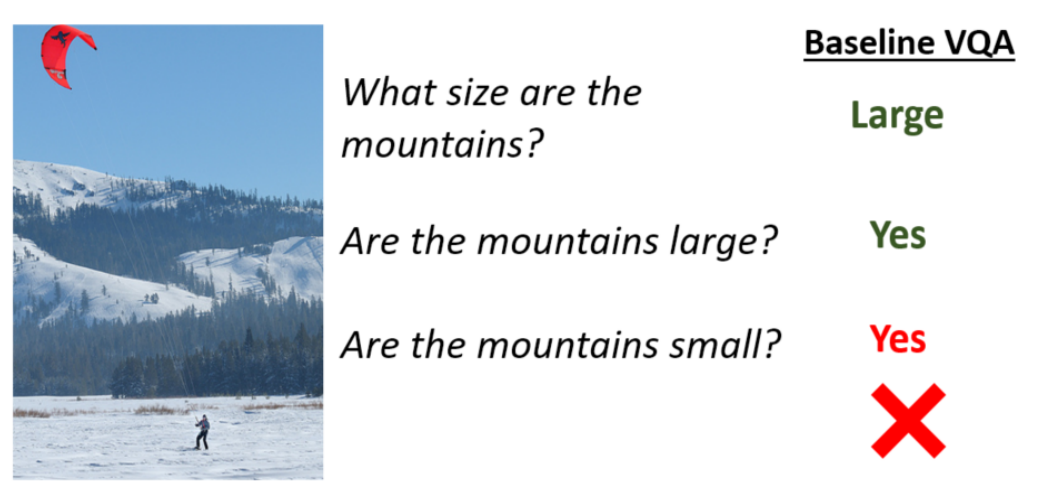 Baseline VQA
What size are the
mountains?
Large
Are the mountains large?
Yes
Are the mountains small?
Yes